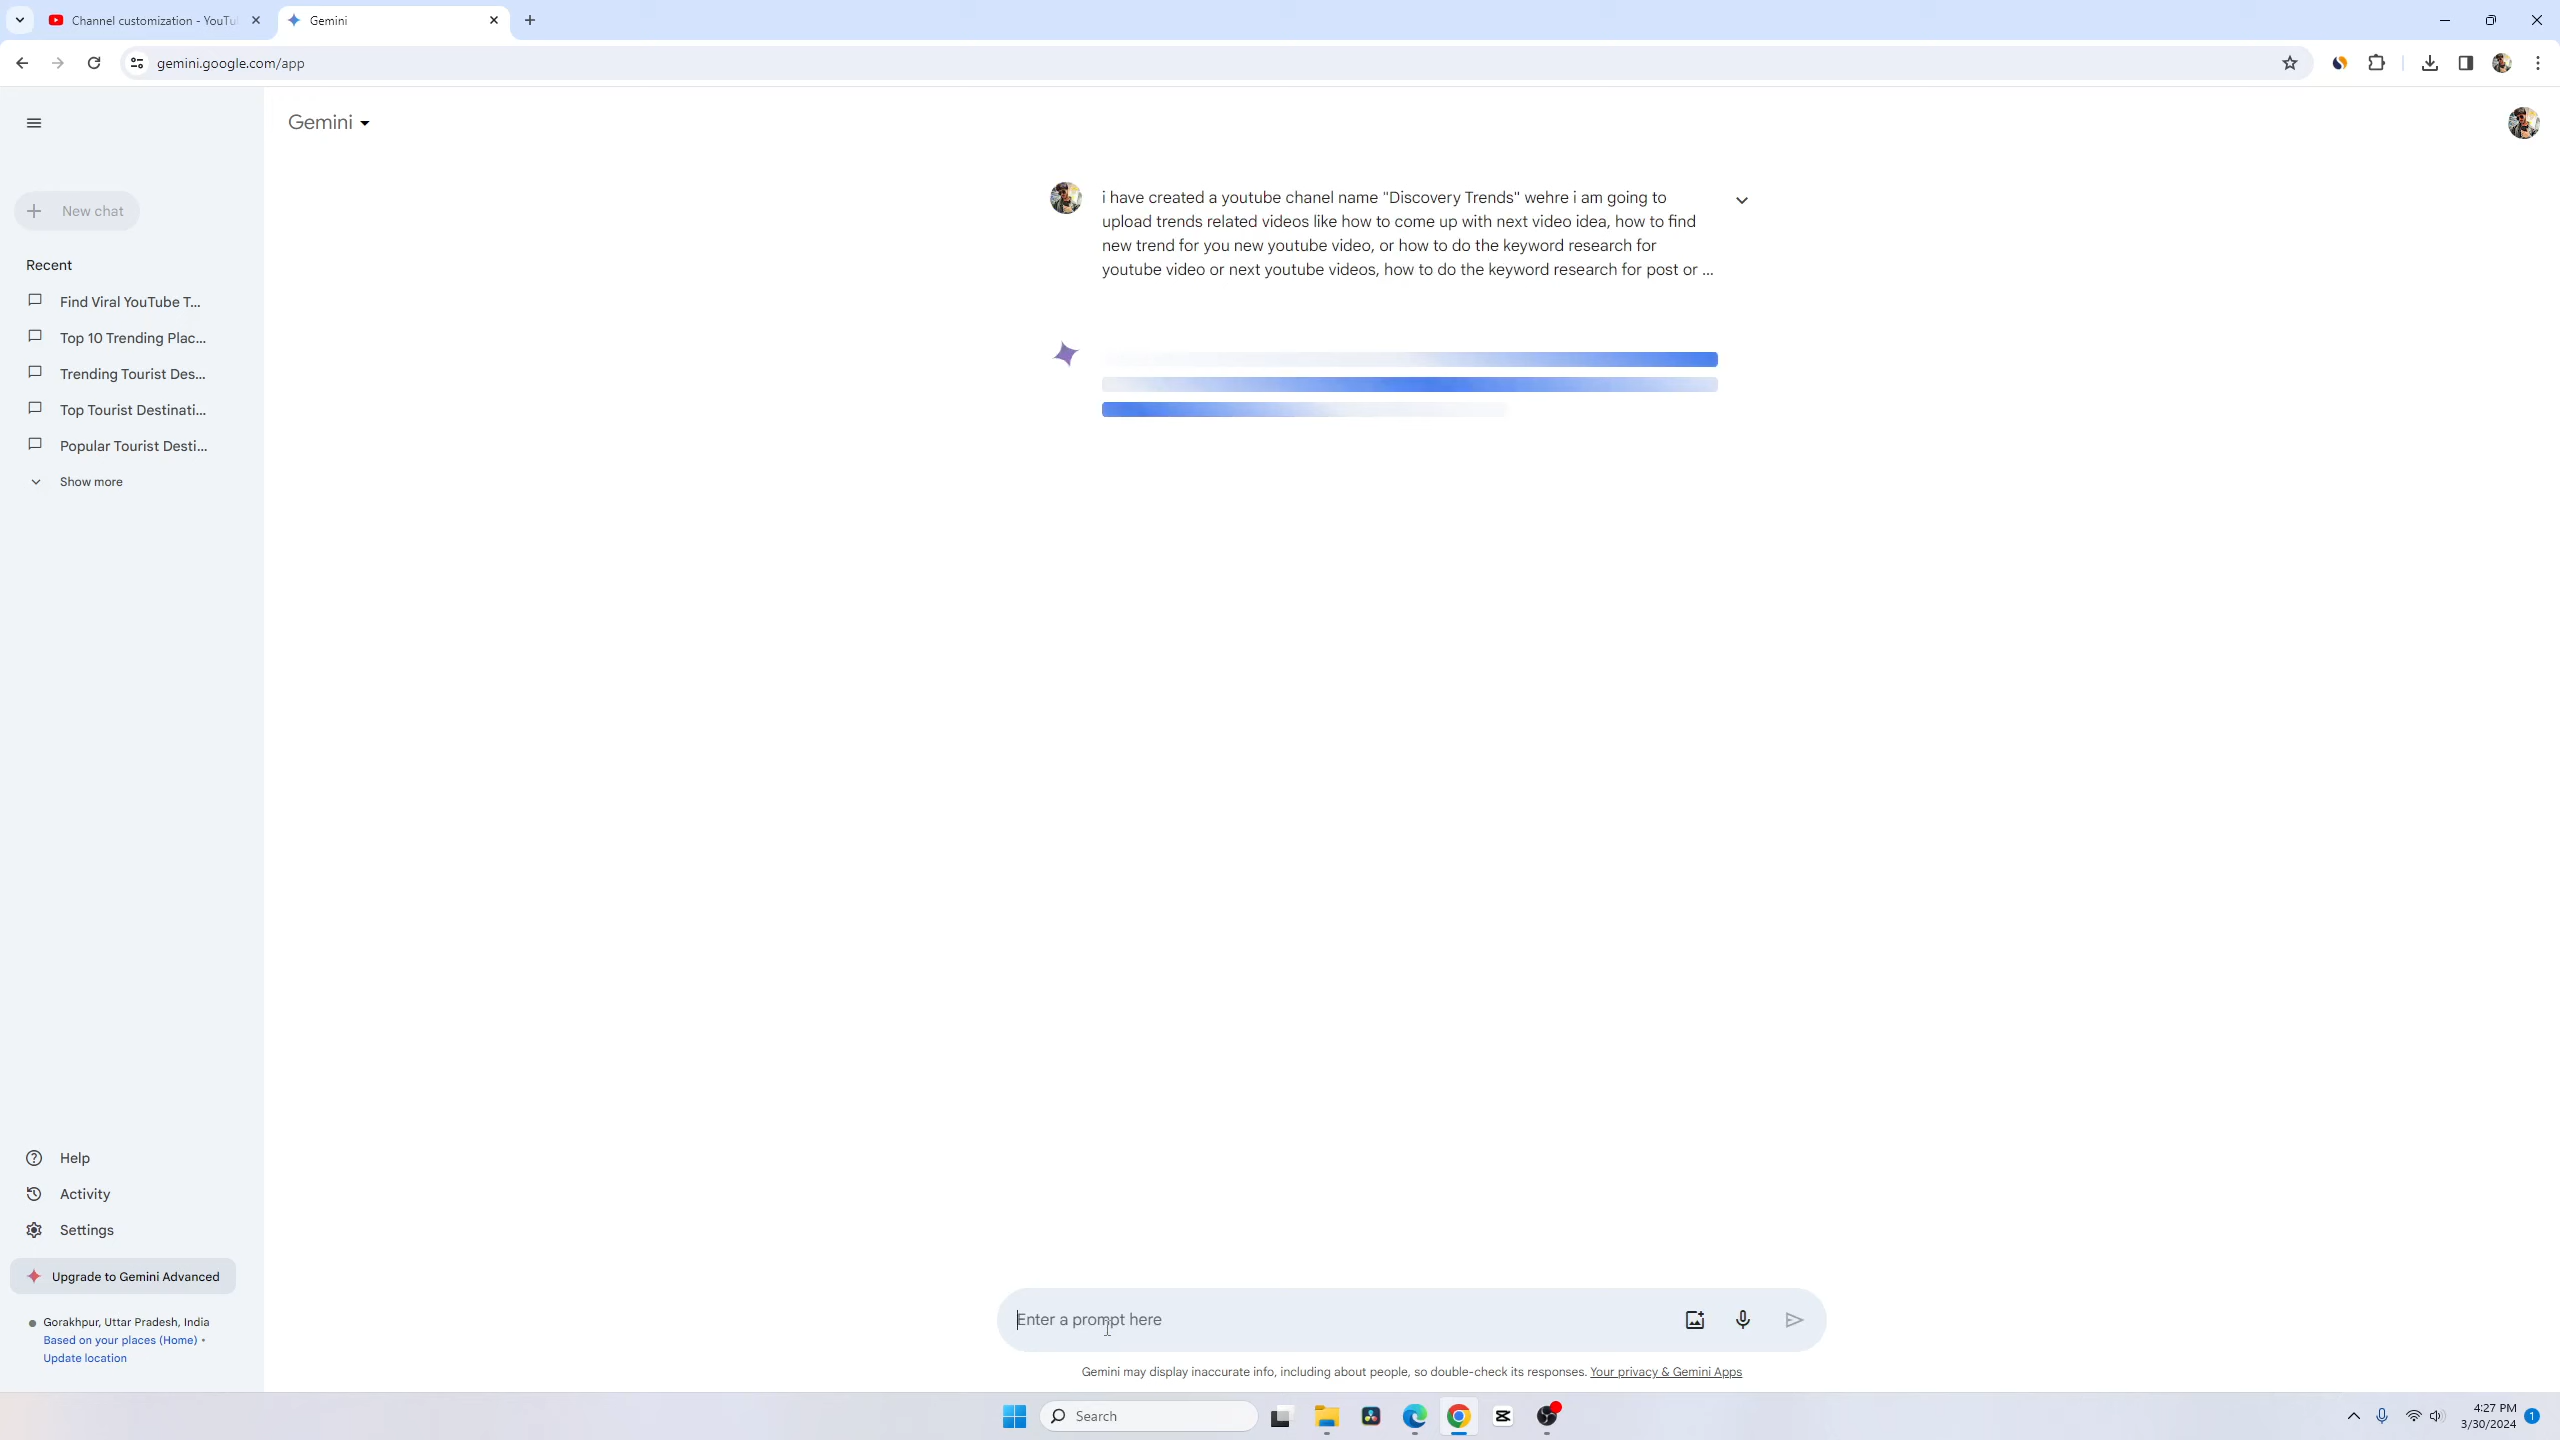 Channel customization - YouTu
Gemini
gemini.google.com/app
Gemini
New chat
Recent
Find Viral YouTube T...
Top 10 Trending Plac...
Trending Tourist Des...
Top Tourist Destinati...
Popular Tourist Desti...
Show more
i have created a youtube chanel name "Discovery Trends" wehre i am going to
upload trends related videos like how to come up with next video idea, how to find
new trend for you new youtube video, or how to do the keyword research for
youtube video or next youtube videos, how to do the keyword research for post or ...
Help
Activity
Settings
Upgrade to Gemini Advanced
Gorakhpur, Uttar Pradesh, India
Based on your places (Home) •
Update location
Enter a prompt here
Gemini may display inaccurate info, including about people, so double-check its responses. Your privacy & Gemini Apps
Search
4:27 PM
3/30/2024
1